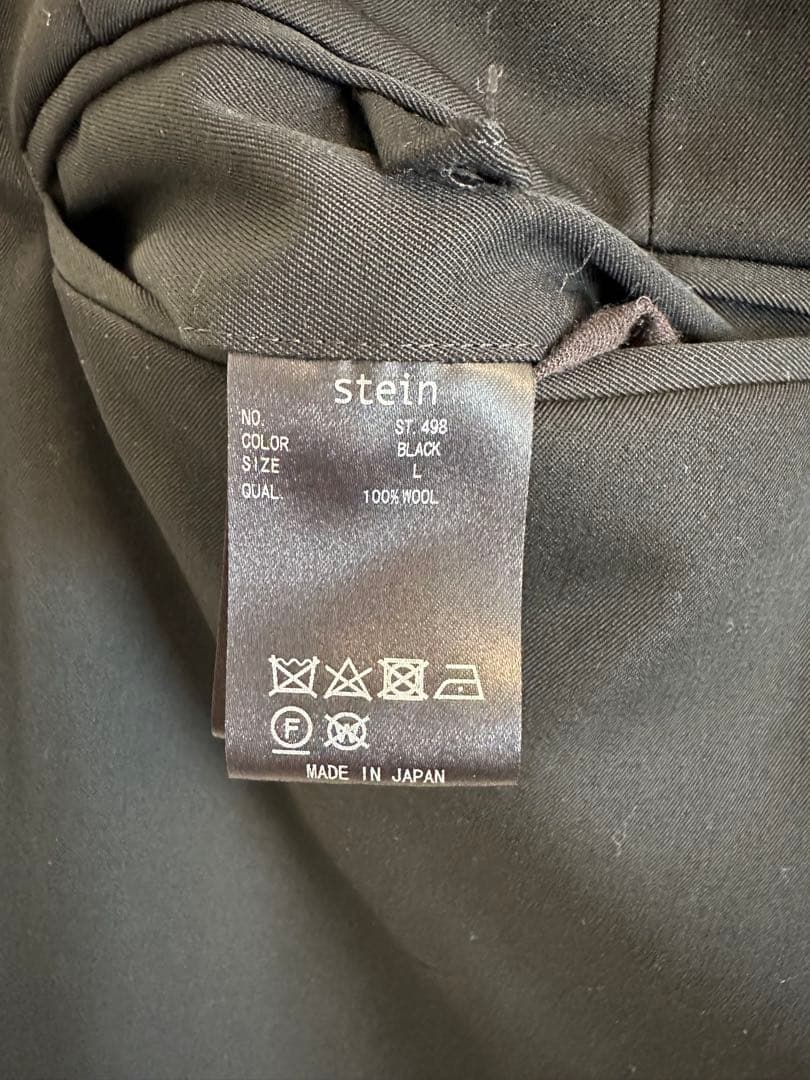 stein
NO. ST.498
COLOR BLACK
SIZE L
QUAL. 100% WOOL
F W
MADE IN JAPAN